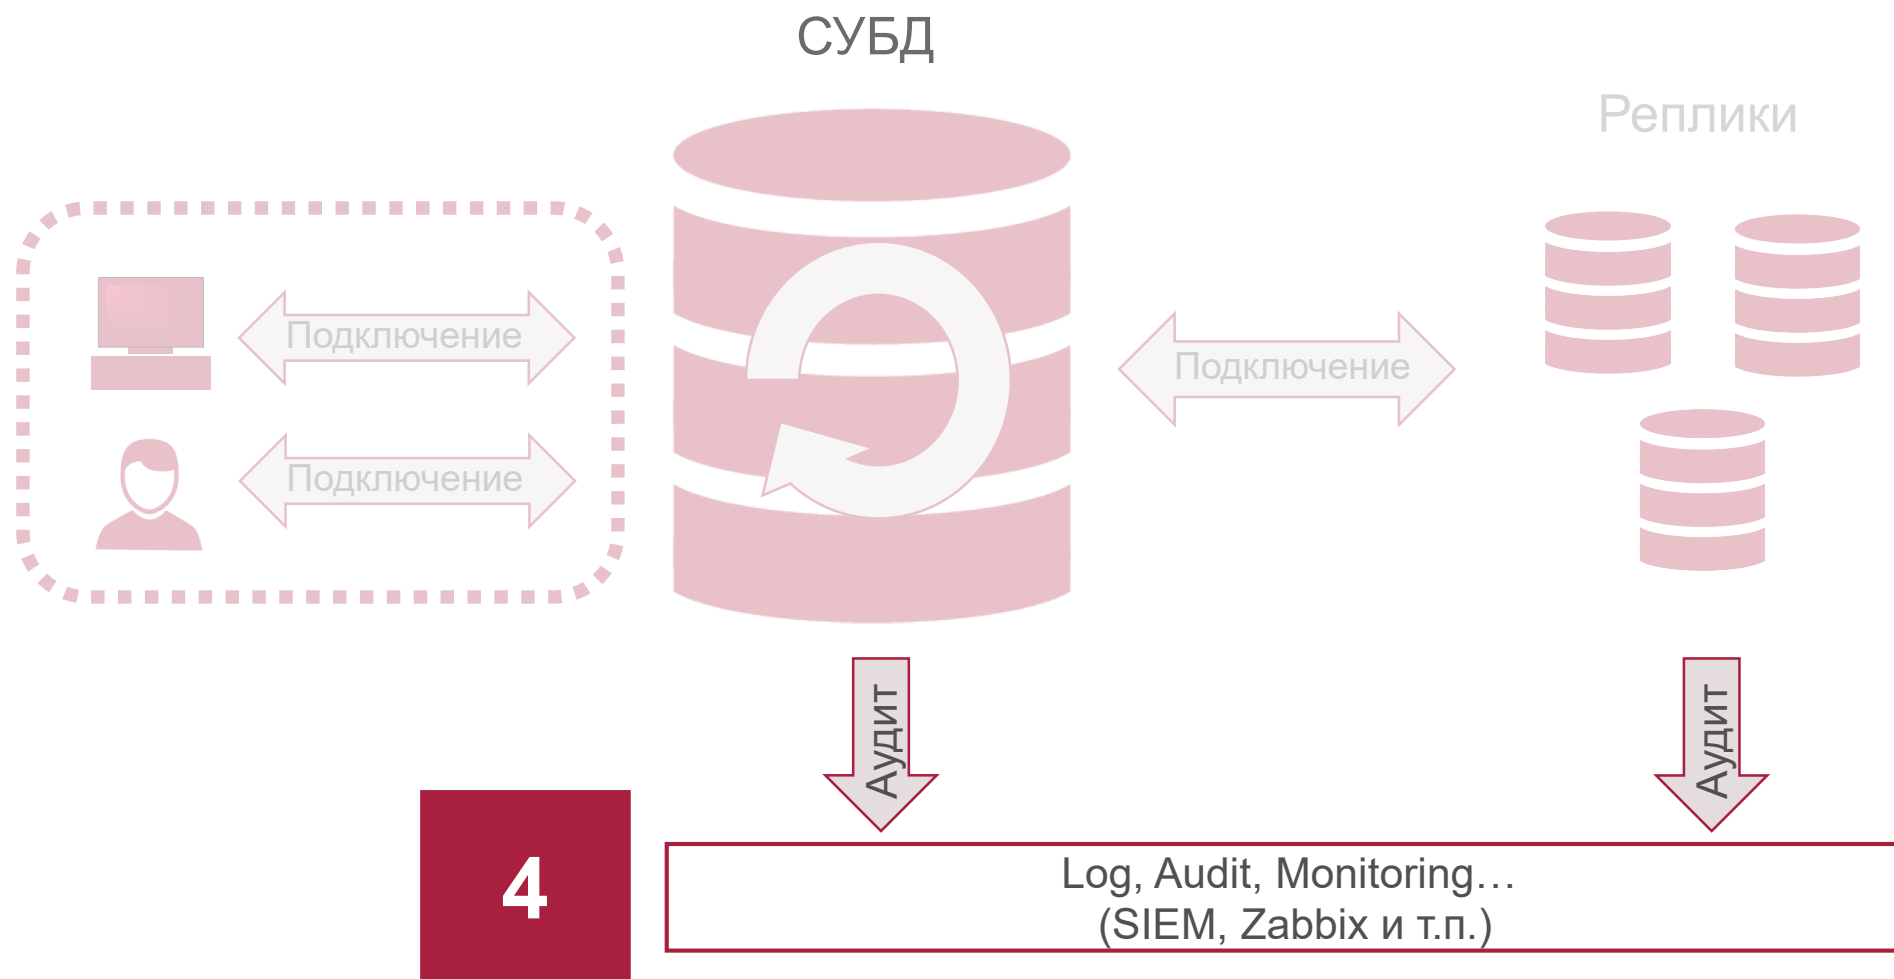 СУБД
Реплики
Подключение
Подключение
Подключение
Аудит
Аудит
4
Log, Audit, Monitoring…
(SIEM, Zabbix и т.п.)